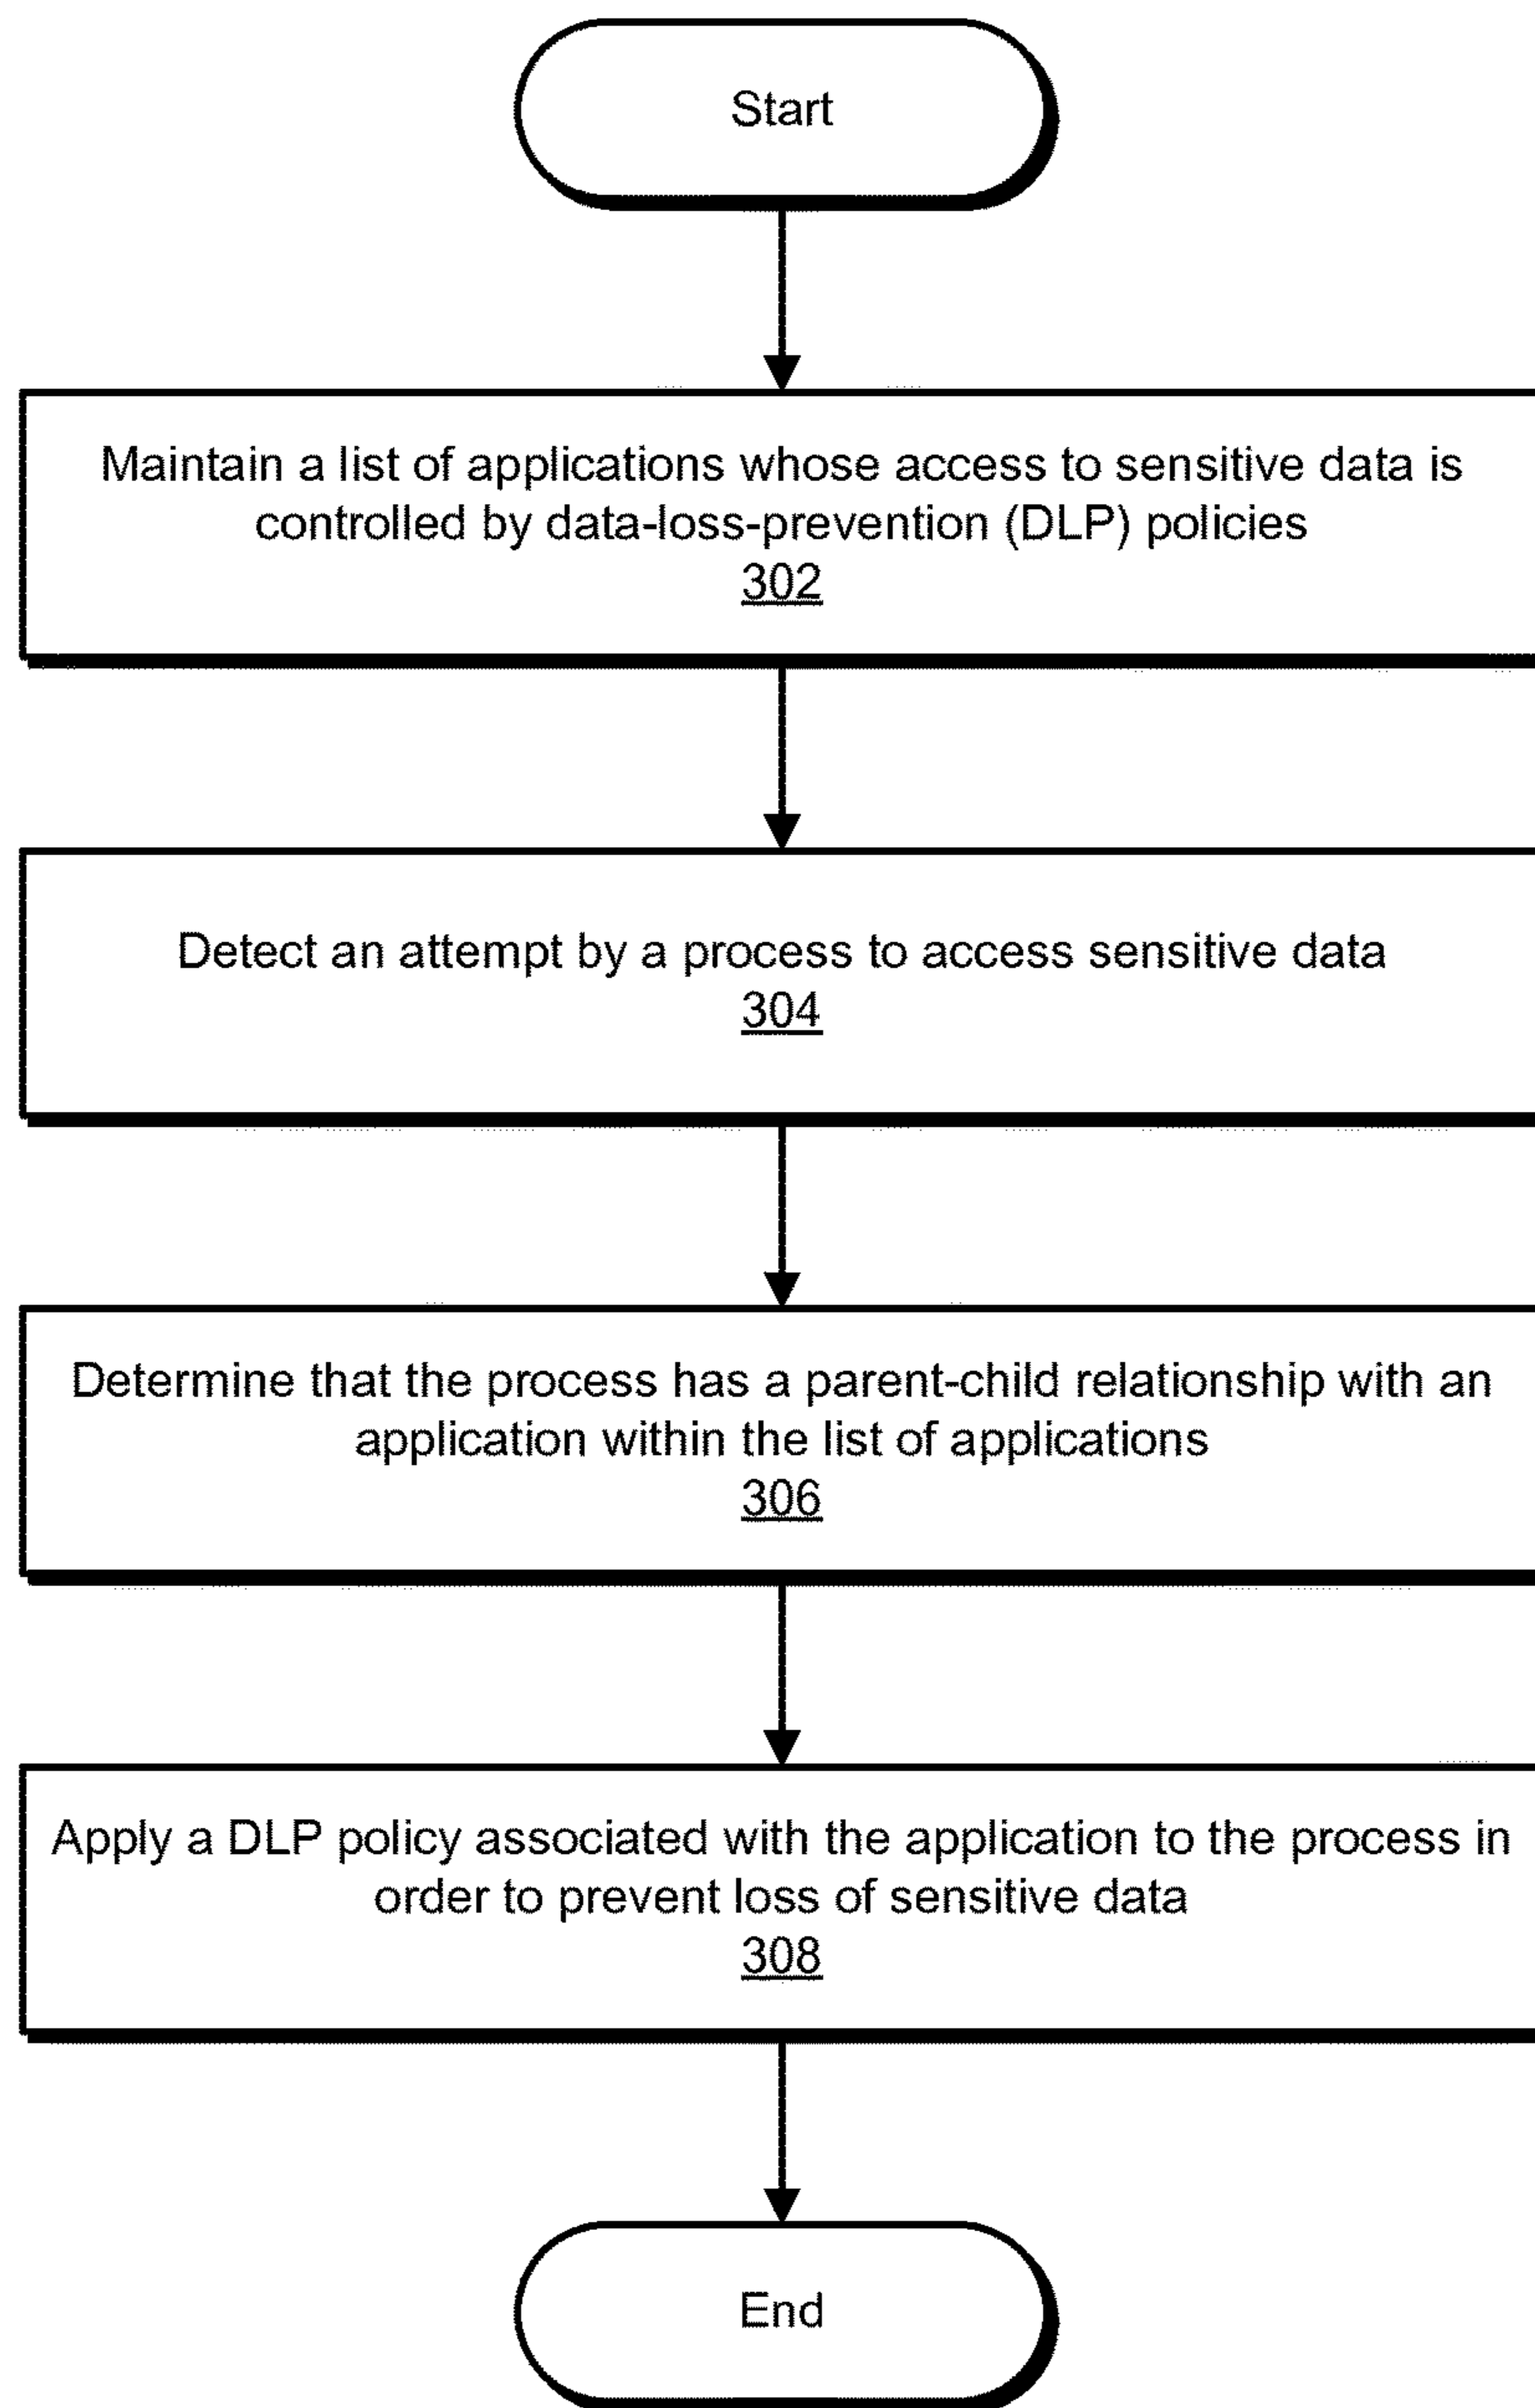 Start
Maintain a list of applications whose access to sensitive data is
controlled by data-loss-prevention (DLP) policies
302
Detect an attempt by a process to access sensitive data
304
Determine that the process has a parent-child relationship with an
application within the list of applications
306
Apply a DLP policy associated with the application to the process in
order to prevent loss of sensitive data
308
End